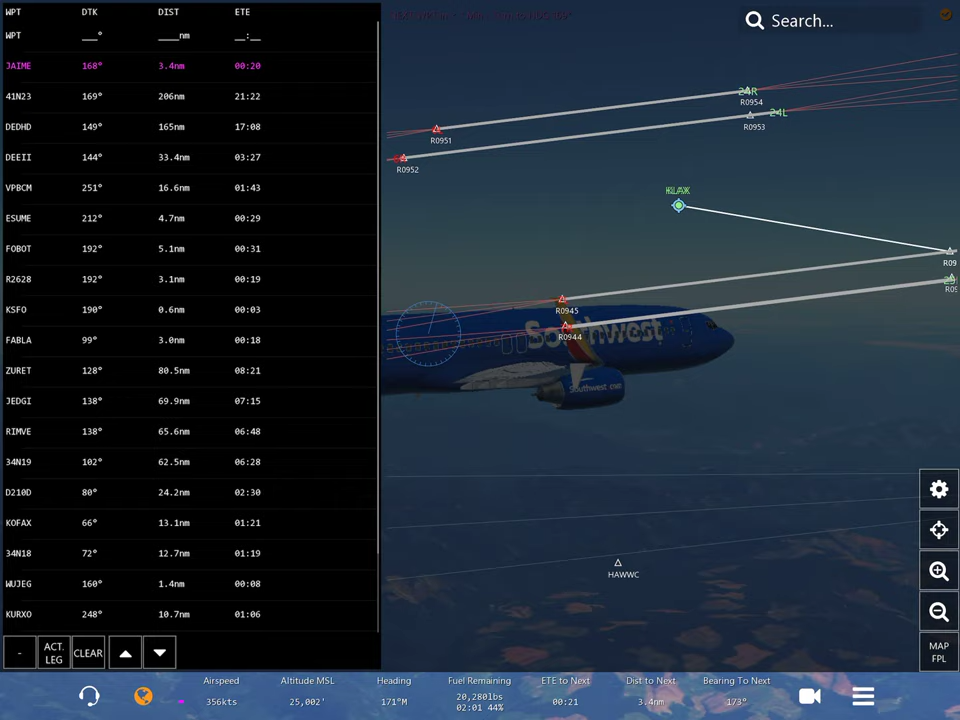 WPT DTK DIST ETE
WPT ___° ____nm __:__
JAIME 168° 3.4nm 00:20
41N23 169° 206nm 21:22
DEDHD 149° 165nm 17:08
DEEII 144° 33.4nm 03:27
VPBCM 251° 16.6nm 01:43
ESUME 212° 4.7nm 00:29
FOBOT 192° 5.1nm 00:31
R2628 192° 3.1nm 00:19
KSFO 190° 0.6nm 00:03
FABLA 99° 3.0nm 00:18
ZURET 128° 80.5nm 08:21
JEDGI 138° 69.9nm 07:15
RIMVE 138° 65.6nm 06:48
34N19 102° 62.5nm 06:28
D210D 80° 24.2nm 02:30
KOFAX 66° 13.1nm 01:21
34N18 72° 12.7nm 01:19
WUJEG 160° 1.4nm 00:08
KURXO 248° 10.7nm 01:06
-
ACT. LEG
CLEAR
Search...
24R
R0954
24L
R0953
R0951
R0952
KLAX
R09
R09
R0945
R0944
Southwest
Southwest
HAWWC
MAP
FPL
Airspeed Altitude MSL Heading Fuel Remaining ETE to Next Dist to Next Bearing To Next
356kts 25,002' 171°M 20,280lbs 00:21 3.4nm 173°
02:01 44%